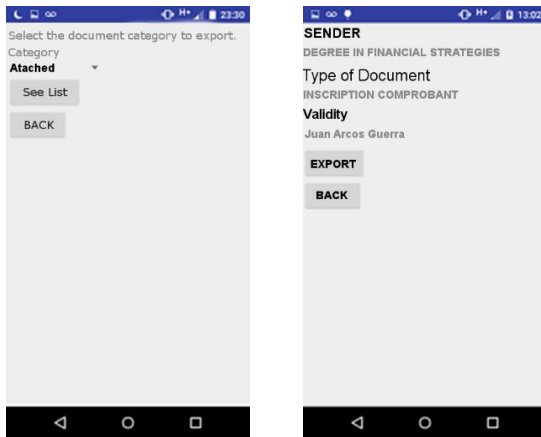 H+ 23:30
Select the document category to export.
Category
Atached
See List
BACK
H+ 13:02
SENDER
DEGREE IN FINANCIAL STRATEGIES
Type of Document
INSCRIPTION COMPROBANT
Validity
Juan Arcos Guerra
EXPORT
BACK